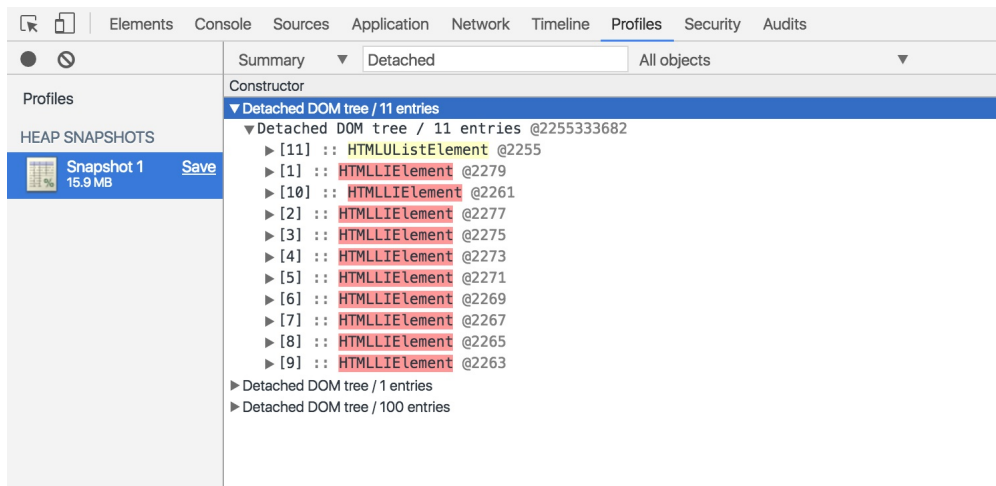 Elements Console Sources Application Network Timeline Profiles Security Audits
Summary Detached All objects
Profiles
HEAP SNAPSHOTS
Snapshot 1 Save
15.9 MB
Constructor
Detached DOM tree / 11 entries
Detached DOM tree / 11 entries @2255333682
[11] :: HTMLUListElement @2255
[1] :: HTMLLIElement @2279
[10] :: HTMLLIElement @2261
[2] :: HTMLLIElement @2277
[3] :: HTMLLIElement @2275
[4] :: HTMLLIElement @2273
[5] :: HTMLLIElement @2271
[6] :: HTMLLIElement @2269
[7] :: HTMLLIElement @2267
[8] :: HTMLLIElement @2265
[9] :: HTMLLIElement @2263
Detached DOM tree / 1 entries
Detached DOM tree / 100 entries